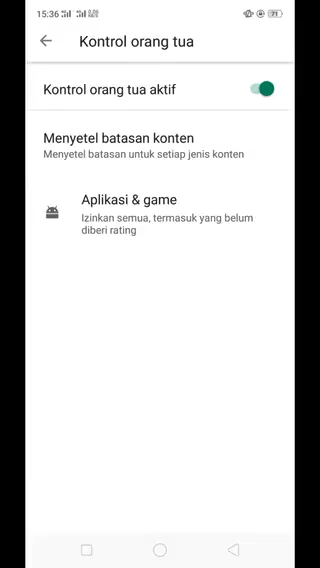 15:36
71
Kontrol orang tua
Kontrol orang tua aktif
Menyetel batasan konten
Menyetel batasan untuk setiap jenis konten
Aplikasi & game
Izinkan semua, termasuk yang belum
diberi rating